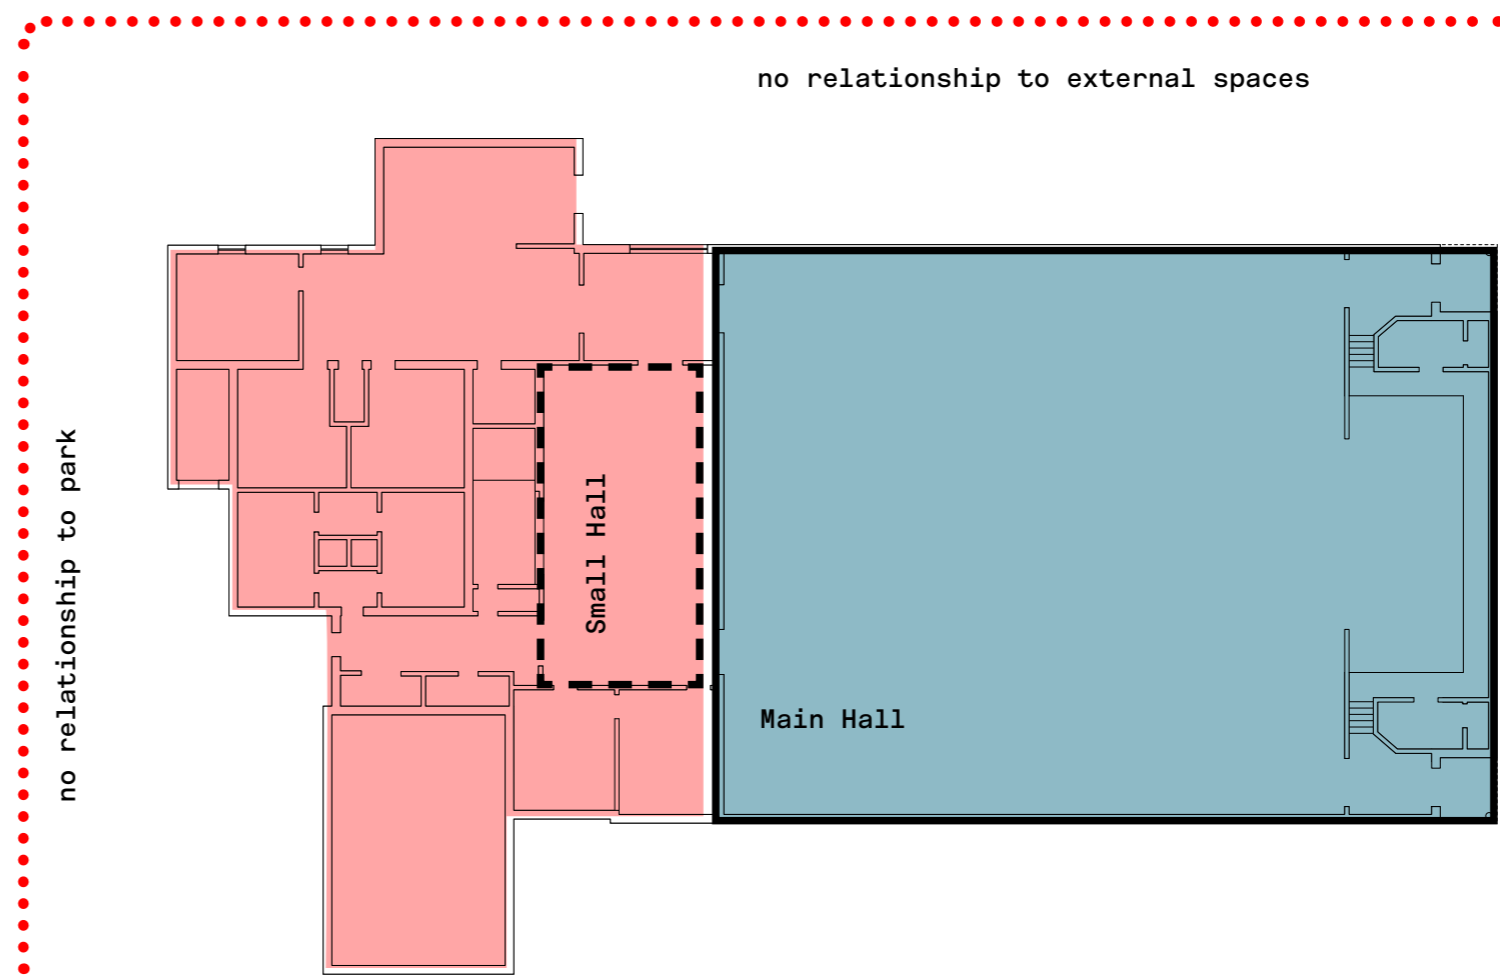 no relationship to external spaces
no relationship to park
Small Hall
Main Hall